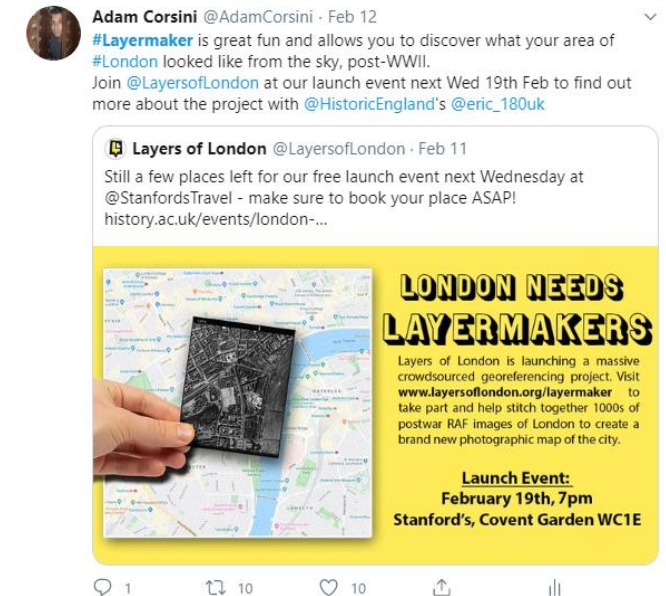 Adam Corsini @AdamCorsini · Feb 12
#Layermaker is great fun and allows you to discover what your area of
#London looked like from the sky, post-WWII.
Join @LayersofLondon at our launch event next Wed 19th Feb to find out
more about the project with @HistoricEngland's @eric_180uk
Layers of London @LayersofLondon · Feb 11
Still a few places left for our free launch event next Wednesday at
@StanfordsTravel - make sure to book your place ASAP!
history.ac.uk/events/london-...
LONDON NEEDS
LAYERMAKERS
Layers of London is launching a massive
crowdsourced georeferencing project. Visit
www.layersoflondon.org/layermaker to
take part and help stitch together 1000s of
postwar RAF images of London to create a
brand new photographic map of the city.
Launch Event:
February 19th, 7pm
Stanford's, Covent Garden WC1E
1 10 10